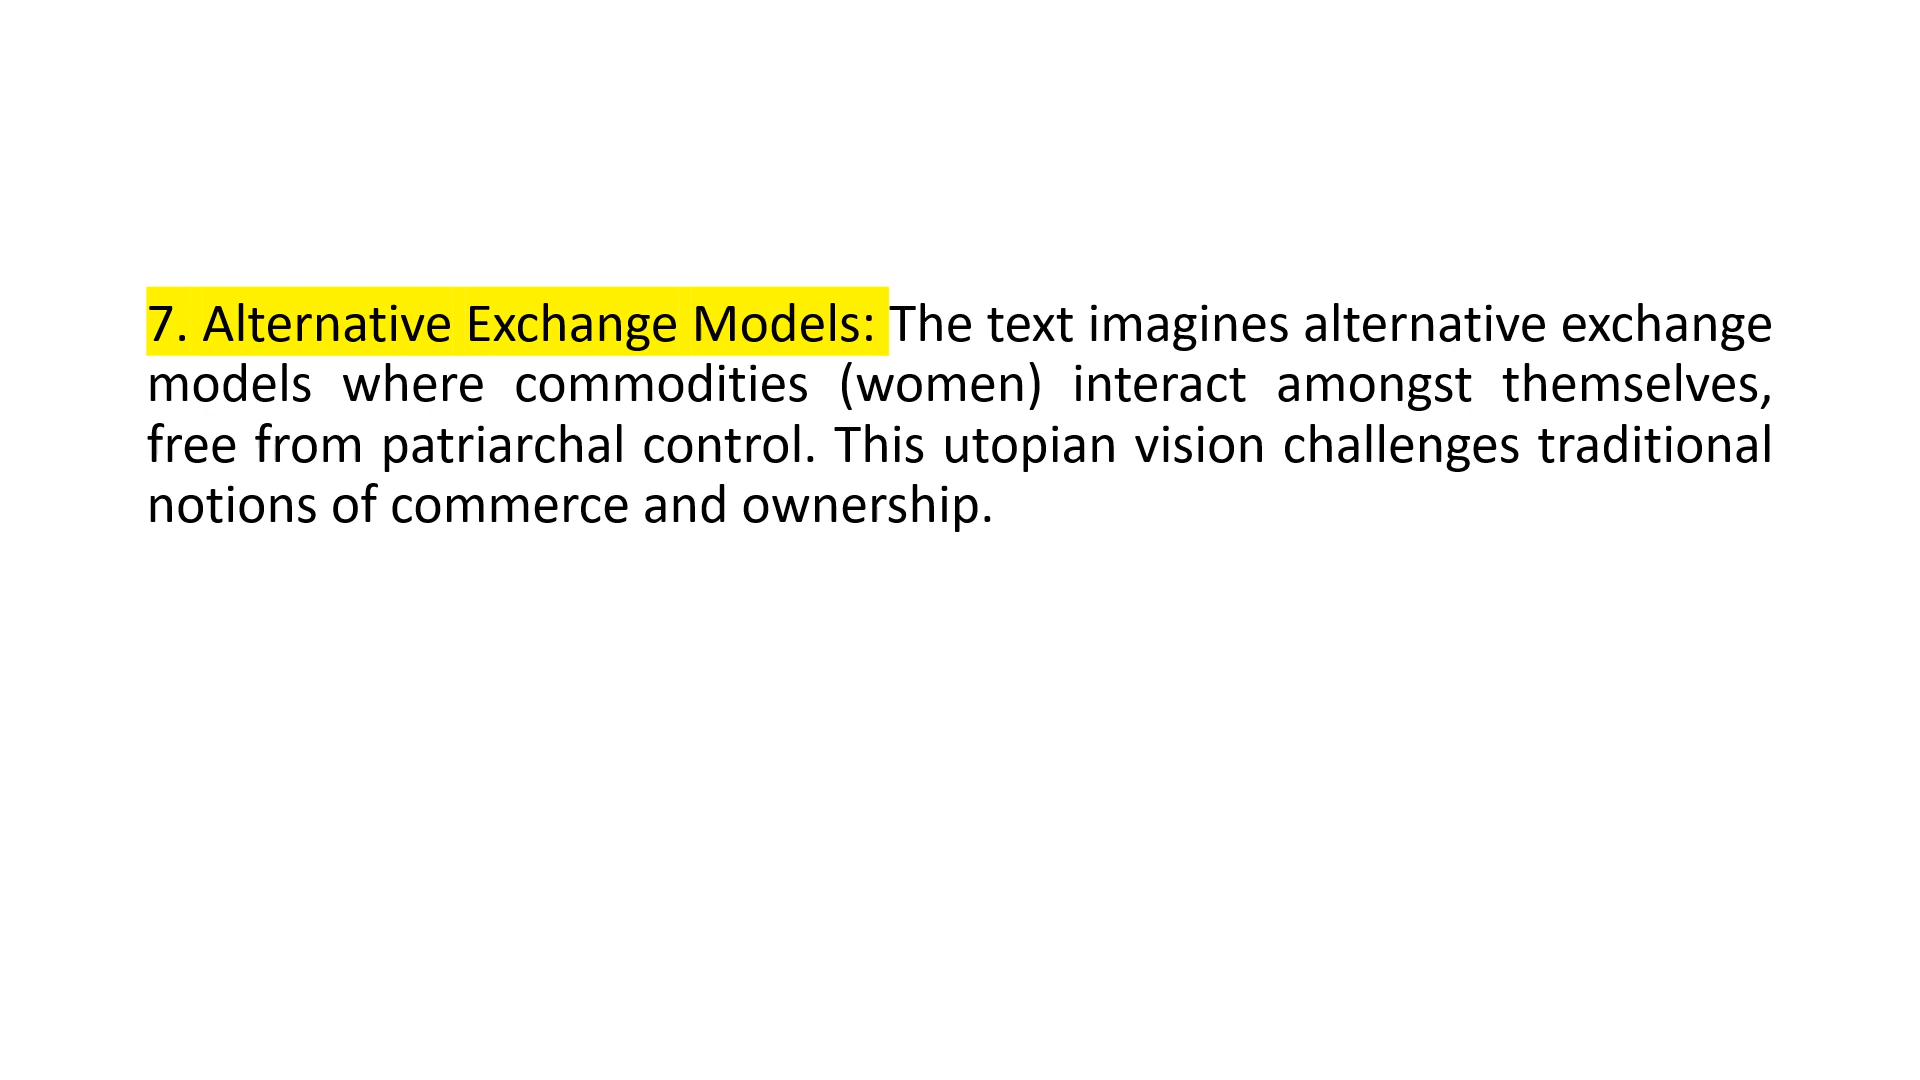 7. Alternative Exchange Models: The text imagines alternative exchange
models where commodities (women) interact amongst themselves,
free from patriarchal control. This utopian vision challenges traditional
notions of commerce and ownership.